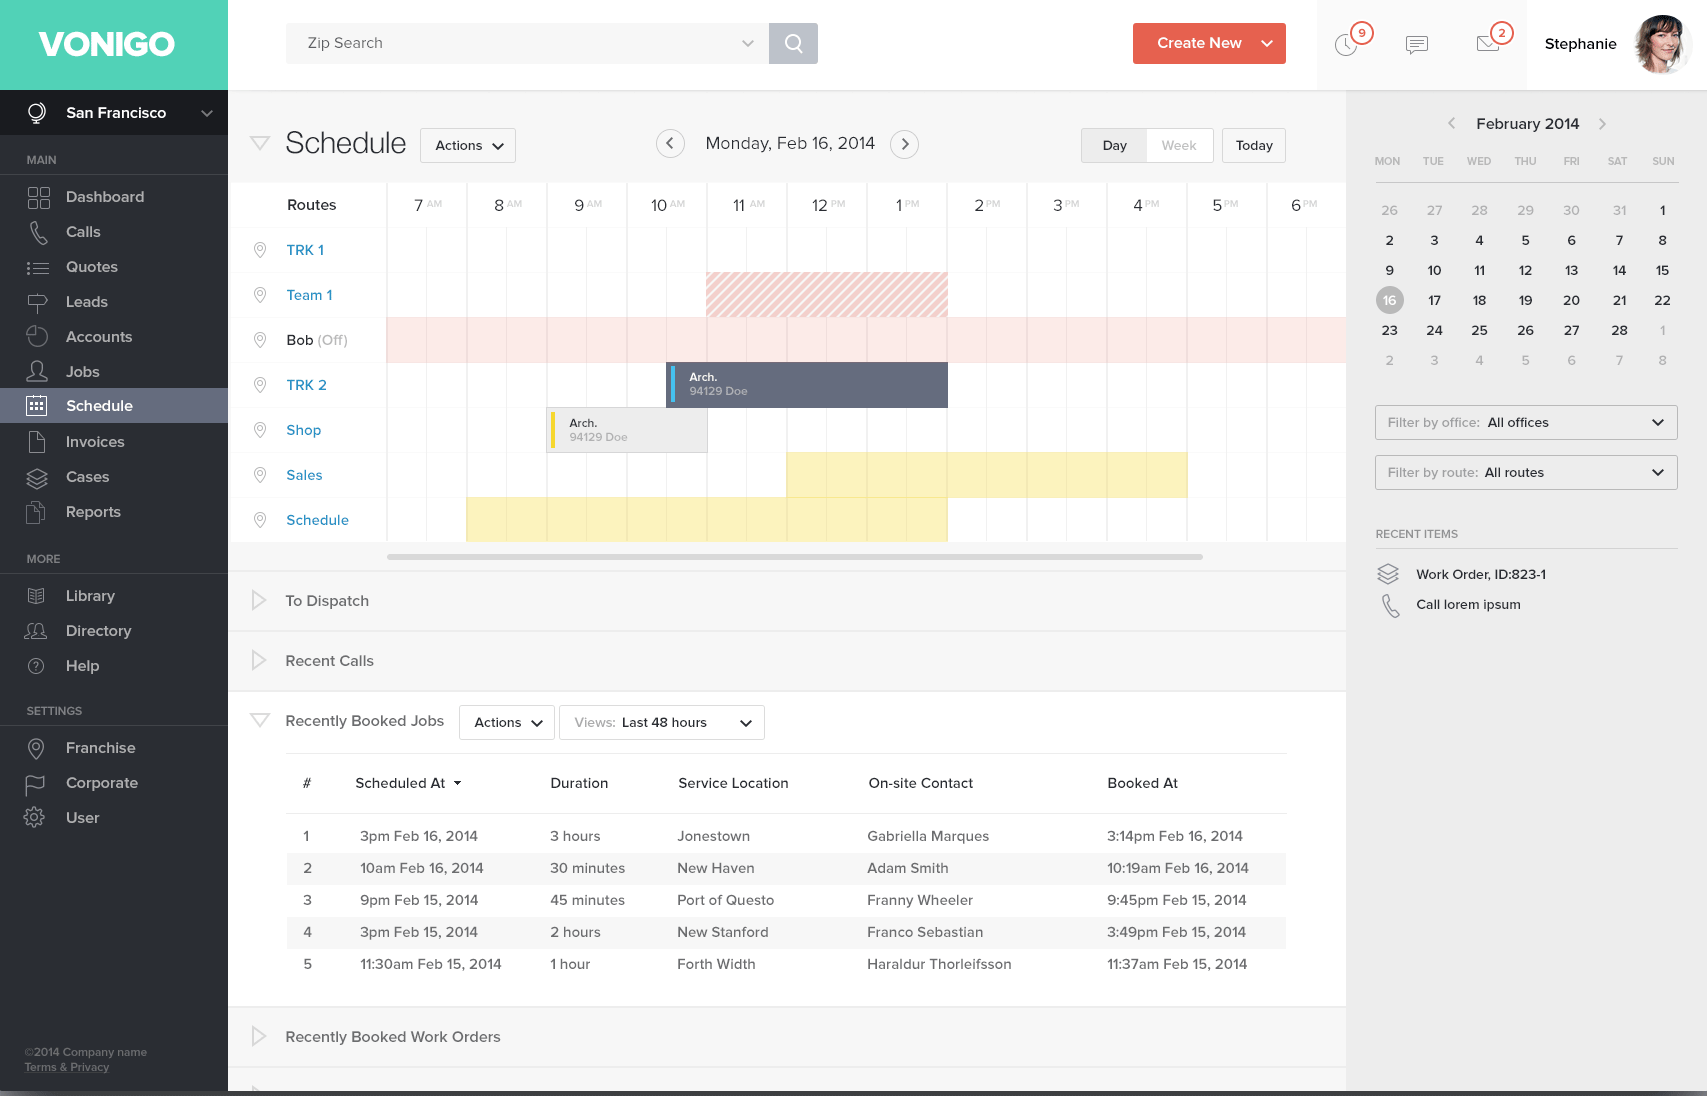 VONIGO
Zip Search
Create New
9
2
Stephanie
San Francisco
MAIN
Dashboard
Calls
Quotes
Leads
Accounts
Jobs
Schedule
Invoices
Cases
Reports
MORE
Library
Directory
Help
SETTINGS
Franchise
Corporate
User
©2014 Company name
Terms & Privacy
Schedule
Actions
Monday, Feb 16, 2014
Day Week Today
Routes 7 AM 8 AM 9 AM 10 AM 11 AM 12 PM 1 PM 2 PM 3 PM 4 PM 5 PM 6 PM
TRK 1
Team 1
Bob (Off)
TRK 2
Arch.
94129 Doe
Shop
Arch.
94129 Doe
Sales
Schedule
To Dispatch
Recent Calls
Recently Booked Jobs
Actions
Views: Last 48 hours
# Scheduled At Duration Service Location On-site Contact Booked At
1 3pm Feb 16, 2014 3 hours Jonestown Gabriella Marques 3:14pm Feb 16, 2014
2 10am Feb 16, 2014 30 minutes New Haven Adam Smith 10:19am Feb 16, 2014
3 9pm Feb 15, 2014 45 minutes Port of Questo Franny Wheeler 9:45pm Feb 15, 2014
4 3pm Feb 15, 2014 2 hours New Stanford Franco Sebastian 3:49pm Feb 15, 2014
5 11:30am Feb 15, 2014 1 hour Forth Width Haraldur Thorleifsson 11:37am Feb 15, 2014
Recently Booked Work Orders
February 2014
MON TUE WED THU FRI SAT SUN
26 27 28 29 30 31 1
2 3 4 5 6 7 8
9 10 11 12 13 14 15
16 17 18 19 20 21 22
23 24 25 26 27 28 1
2 3 4 5 6 7 8
Filter by office: All offices
Filter by route: All routes
RECENT ITEMS
Work Order, ID:823-1
Call lorem ipsum